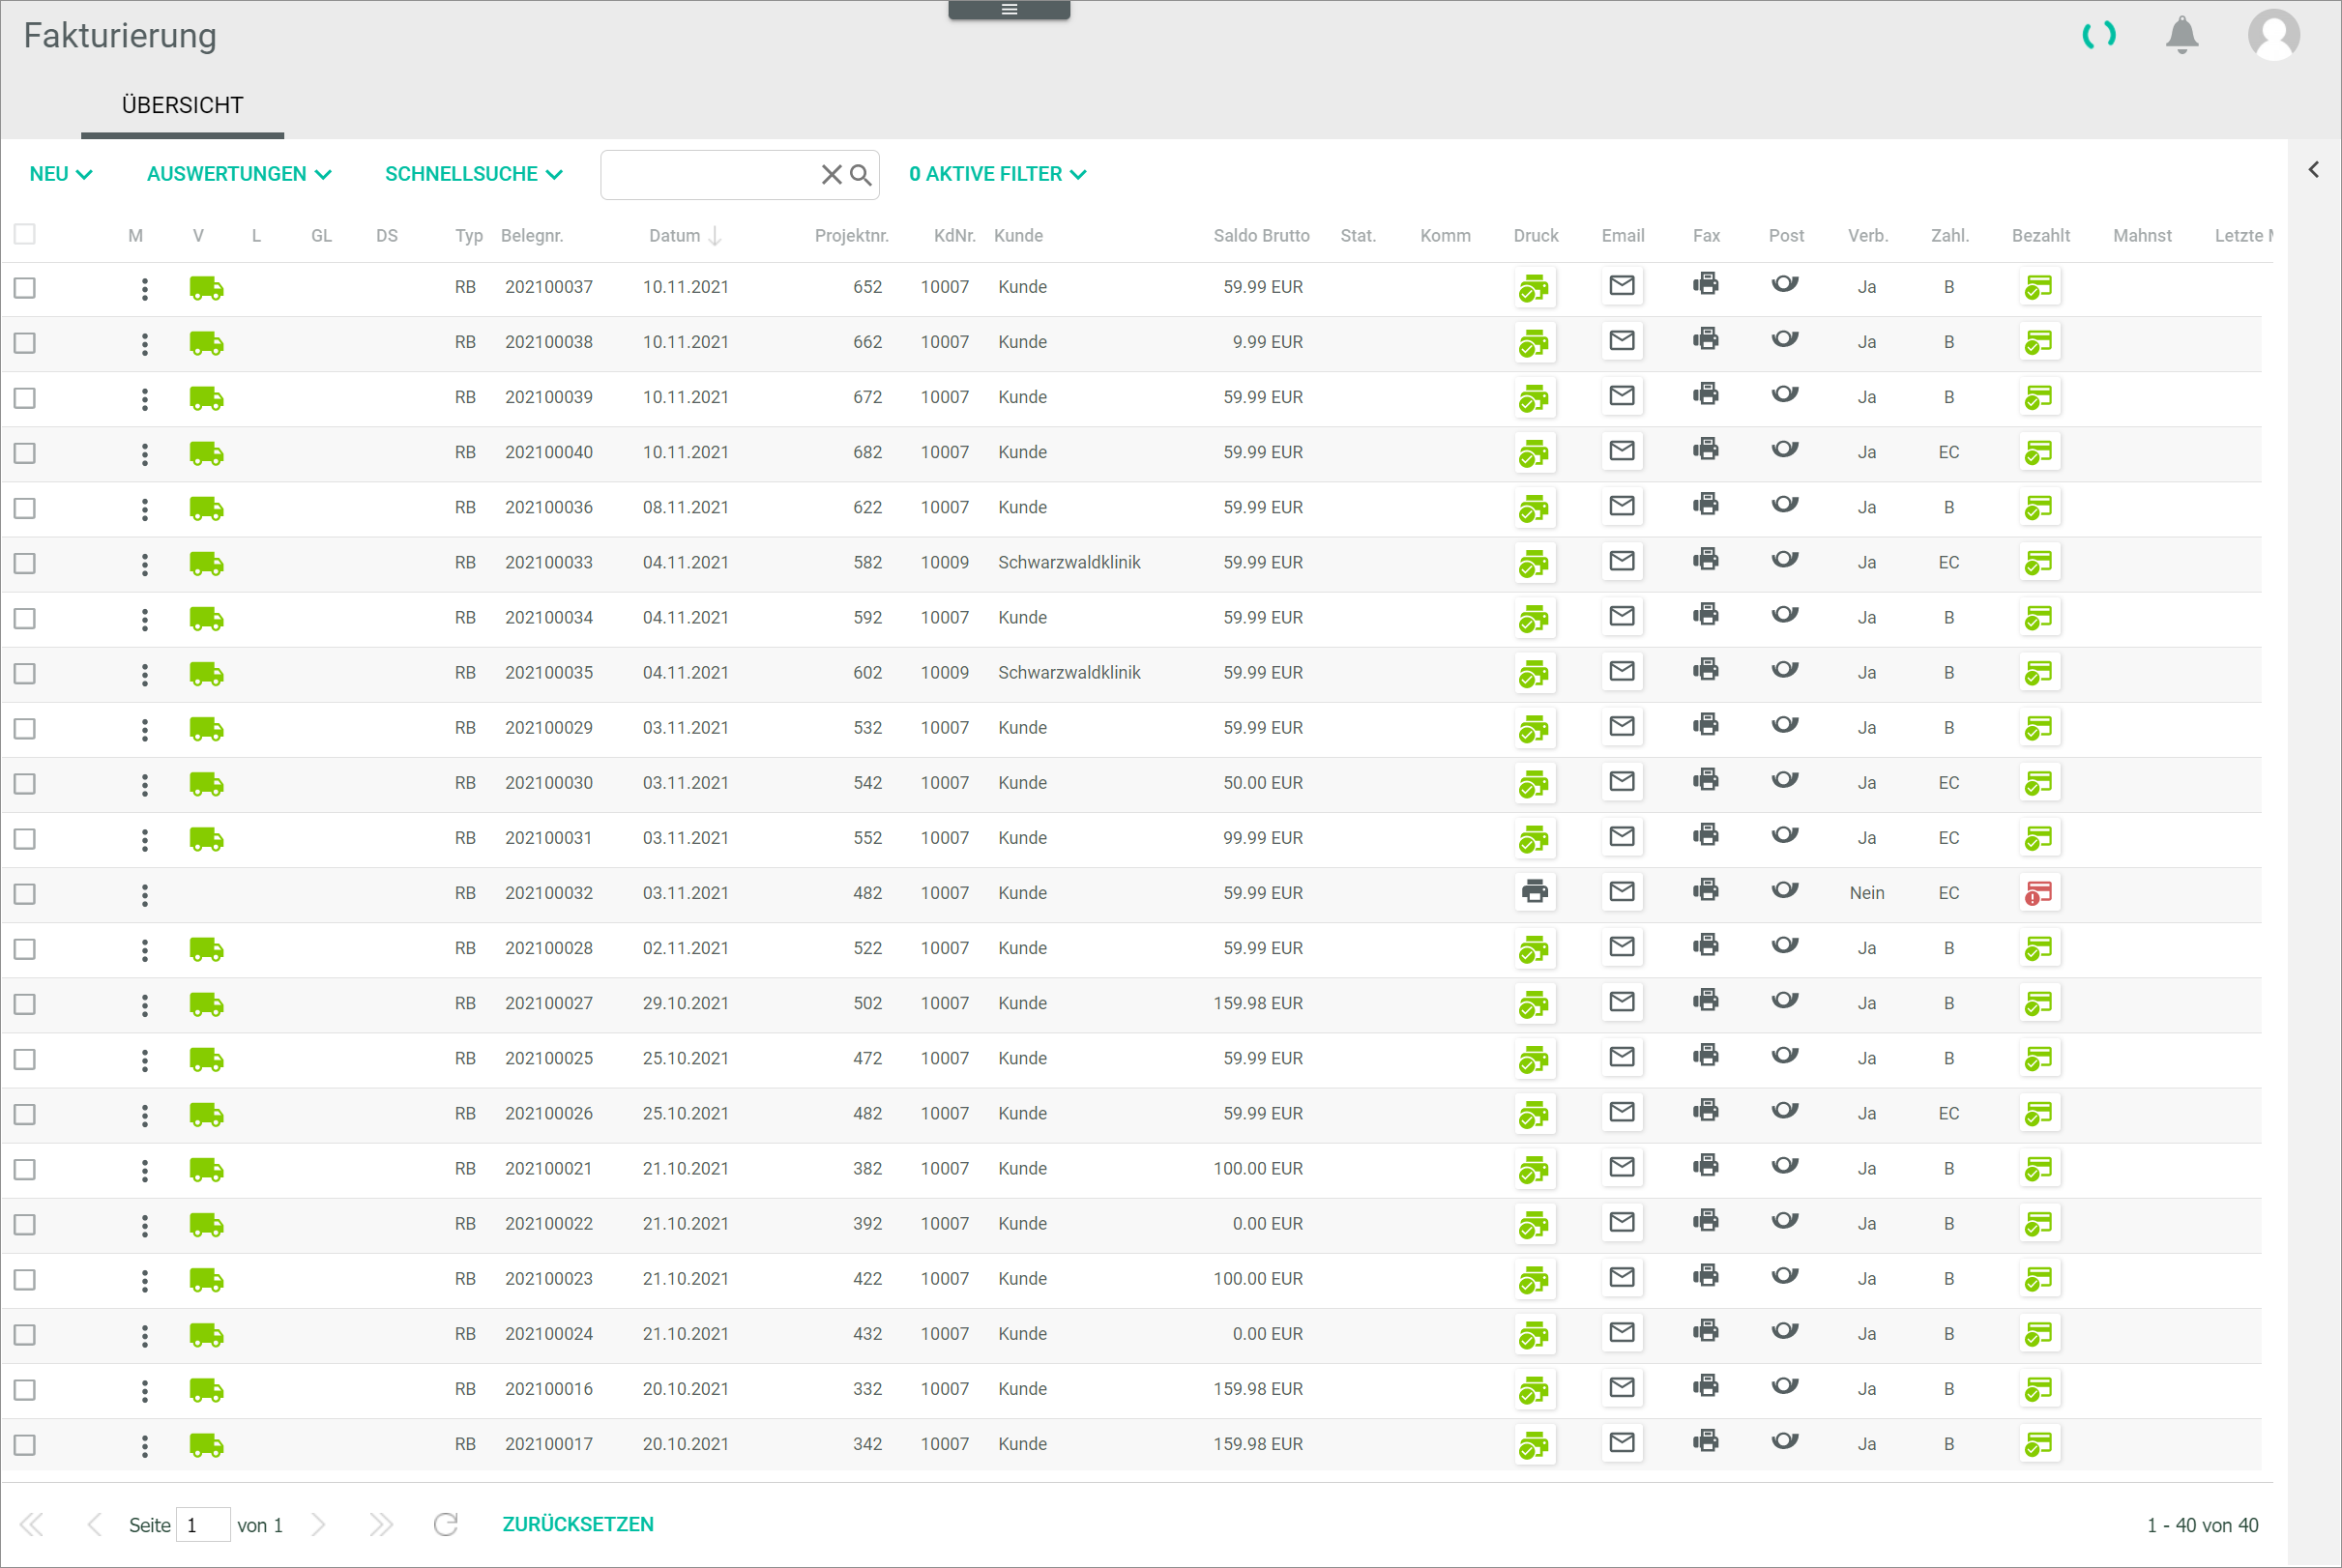 Fakturierung
ÜBERSICHT
NEU AUSWERTUNGEN SCHNELLSUCHE 0 AKTIVE FILTER
M V L GL DS Typ Belegnr. Datum Projektnr. KdNr. Kunde Saldo Brutto Stat. Komm Druck Email Fax Post Verb. Zahl. Bezahlt Mahnst Letzte
RB 202100037 10.11.2021 652 10007 Kunde 59.99 EUR Ja B
RB 202100038 10.11.2021 662 10007 Kunde 9.99 EUR Ja B
RB 202100039 10.11.2021 672 10007 Kunde 59.99 EUR Ja B
RB 202100040 10.11.2021 682 10007 Kunde 59.99 EUR Ja EC
RB 202100036 08.11.2021 622 10007 Kunde 59.99 EUR Ja B
RB 202100033 04.11.2021 582 10009 Schwarzwaldklinik 59.99 EUR Ja EC
RB 202100034 04.11.2021 592 10007 Kunde 59.99 EUR Ja B
RB 202100035 04.11.2021 602 10009 Schwarzwaldklinik 59.99 EUR Ja B
RB 202100029 03.11.2021 532 10007 Kunde 59.99 EUR Ja B
RB 202100030 03.11.2021 542 10007 Kunde 50.00 EUR Ja EC
RB 202100031 03.11.2021 552 10007 Kunde 99.99 EUR Ja EC
RB 202100032 03.11.2021 482 10007 Kunde 59.99 EUR Nein EC
RB 202100028 02.11.2021 522 10007 Kunde 59.99 EUR Ja B
RB 202100027 29.10.2021 502 10007 Kunde 159.98 EUR Ja B
RB 202100025 25.10.2021 472 10007 Kunde 59.99 EUR Ja B
RB 202100026 25.10.2021 482 10007 Kunde 59.99 EUR Ja EC
RB 202100021 21.10.2021 382 10007 Kunde 100.00 EUR Ja B
RB 202100022 21.10.2021 392 10007 Kunde 0.00 EUR Ja B
RB 202100023 21.10.2021 422 10007 Kunde 100.00 EUR Ja B
RB 202100024 21.10.2021 432 10007 Kunde 0.00 EUR Ja B
RB 202100016 20.10.2021 332 10007 Kunde 159.98 EUR Ja B
RB 202100017 20.10.2021 342 10007 Kunde 159.98 EUR Ja B
Seite 1 von 1 ZURÜCKSETZEN 1 - 40 von 40